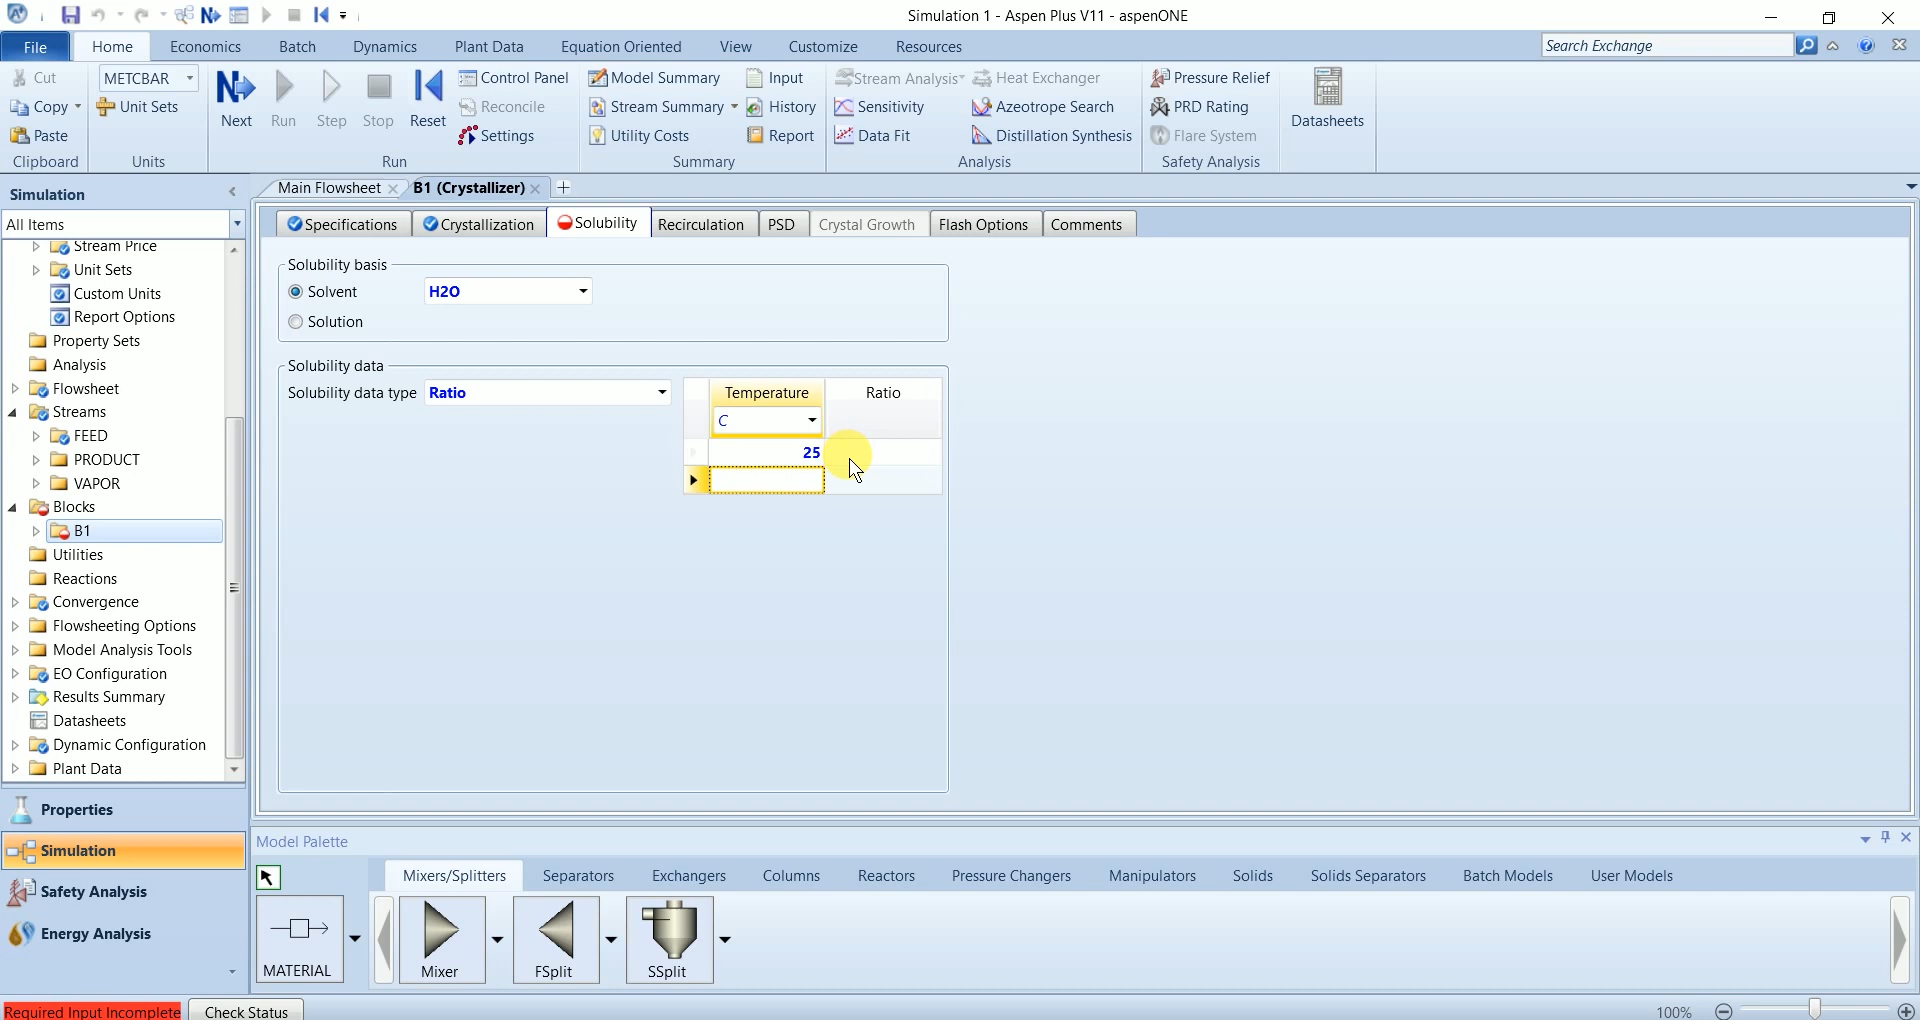 Simulation 1 - Aspen Plus V11 - aspenONE
File Home Economics Batch Dynamics Plant Data Equation Oriented View Customize Resources Search Exchange
Cut METCBAR Control Panel Model Summary Input Stream Analysis Heat Exchanger Pressure Relief
Copy Unit Sets Reconcile Stream Summary History Sensitivity Azeotrope Search PRD Rating
Next Run Step Stop Reset Datasheets
Paste Settings Utility Costs Report Data Fit Distillation Synthesis Flare System
Clipboard Units Run Summary Analysis Safety Analysis
Simulation
Main Flowsheet B1 (Crystallizer)
All Items
Specifications Crystallization Solubility Recirculation PSD Crystal Growth Flash Options Comments
Stream Price
Unit Sets
Custom Units
Report Options
Property Sets
Analysis
Flowsheet
Streams
FEED
PRODUCT
VAPOR
Blocks
B1
Utilities
Reactions
Convergence
Flowsheeting Options
Model Analysis Tools
EO Configuration
Results Summary
Datasheets
Dynamic Configuration
Plant Data
Solubility basis
Solvent H2O
Solution
Solubility data
Solubility data type Ratio
Temperature Ratio
C
25
Properties
Simulation
Safety Analysis
Energy Analysis
Model Palette
Mixers/Splitters Separators Exchangers Columns Reactors Pressure Changers Manipulators Solids Solids Separators Batch Models User Models
MATERIAL Mixer FSplit SSplit
Required Input Incomplete Check Status 100%